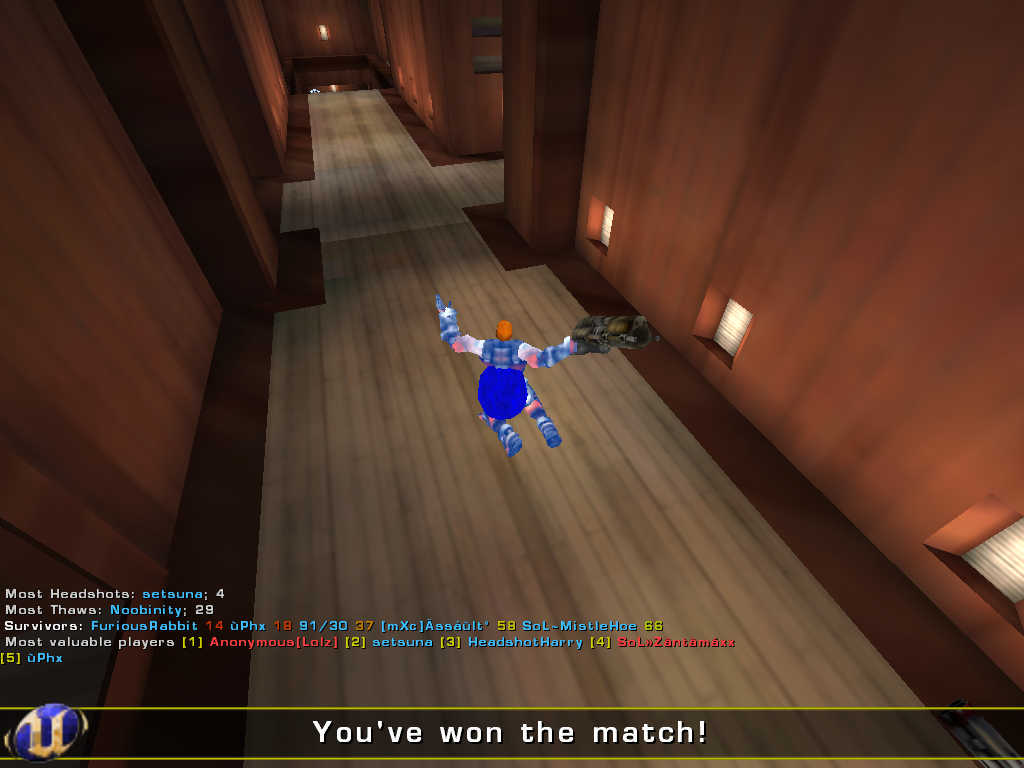 Most Headshots: setsuna; 4
Most Thaws: Noobinity; 29
Survivors: FuriousRabbit 14 ùPhx 18 91/30 37 [mXc]Ãssáûlt° 58 SoL~MistleHoe 66
Most valuable players [1] Anonymous[Lolz] [2] setsuna [3] HeadshotHarry [4] SoL»Zântâmáxx
[5] ùPhx
You've won the match!